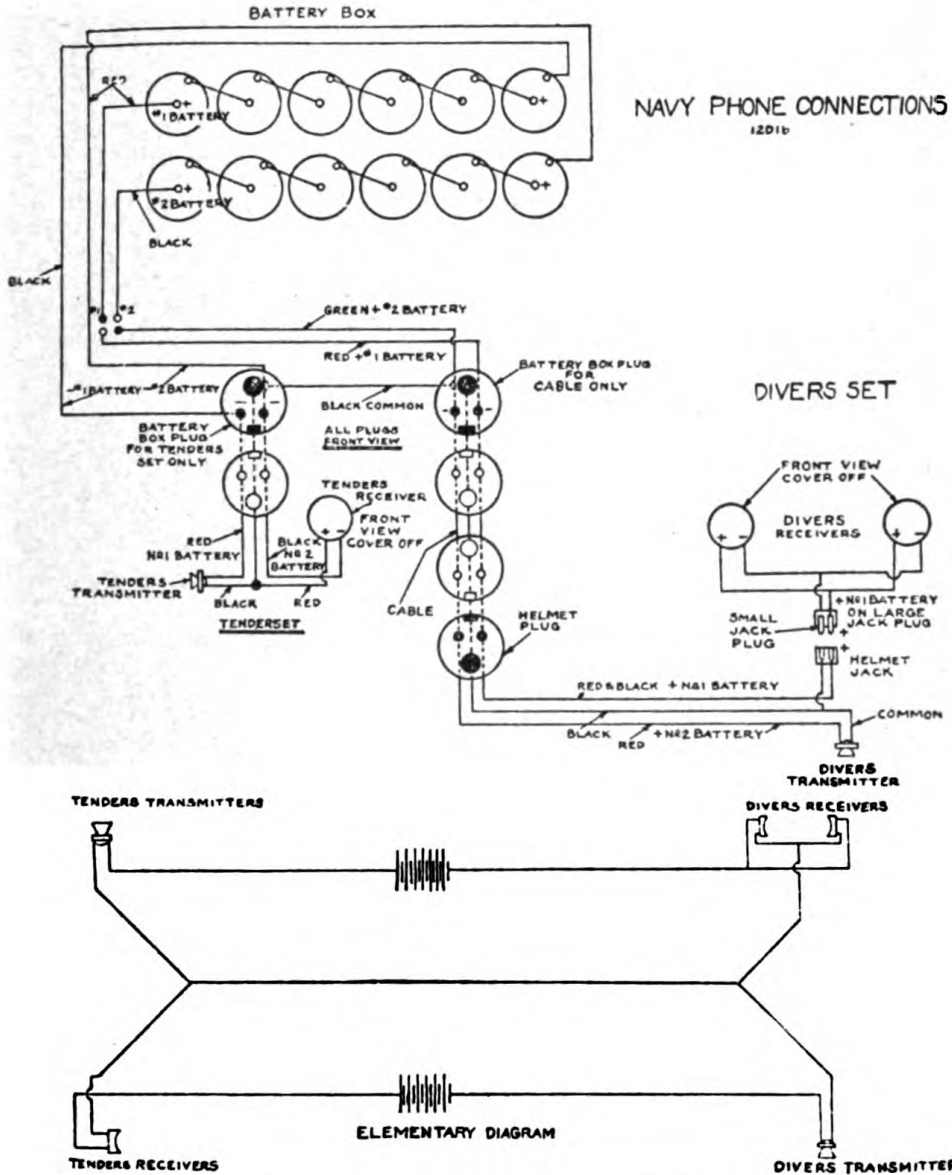 BATTERY BOX
RED
#1 BATTERY
NAVY PHONE CONNECTIONS
1201b
#2 BATTERY
BLACK
BLACK
#1
#2
GREEN + #2 BATTERY
RED + #1 BATTERY
-#1 BATTERY
-#2 BATTERY
BATTERY BOX PLUG
FOR
CABLE ONLY
BLACK COMMON
DIVERS SET
BATTERY
BOX PLUG
FOR TENDERS
SET ONLY
ALL PLUGS
FRONT VIEW
FRONT VIEW
COVER OFF
TENDERS
RECEIVER
DIVERS
RECEIVERS
FRONT
VIEW
COVER OFF
RED
NO1 BATTERY
BLACK
NO2
BATTERY
TENDERS
TRANSMITTER
BLACK
RED
TENDERSET
CABLE
HELMET
PLUG
+NO1 BATTERY
ON LARGE
JACK PLUG
SMALL
JACK
PLUG
HELMET
JACK
RED & BLACK + NO1 BATTERY
BLACK
RED
+NO2 BATTERY
COMMON
DIVERS
TRANSMITTER
TENDERS TRANSMITTERS
DIVERS RECEIVERS
ELEMENTARY DIAGRAM
TENDERS RECEIVERS
DIVERS TRANSMITTER